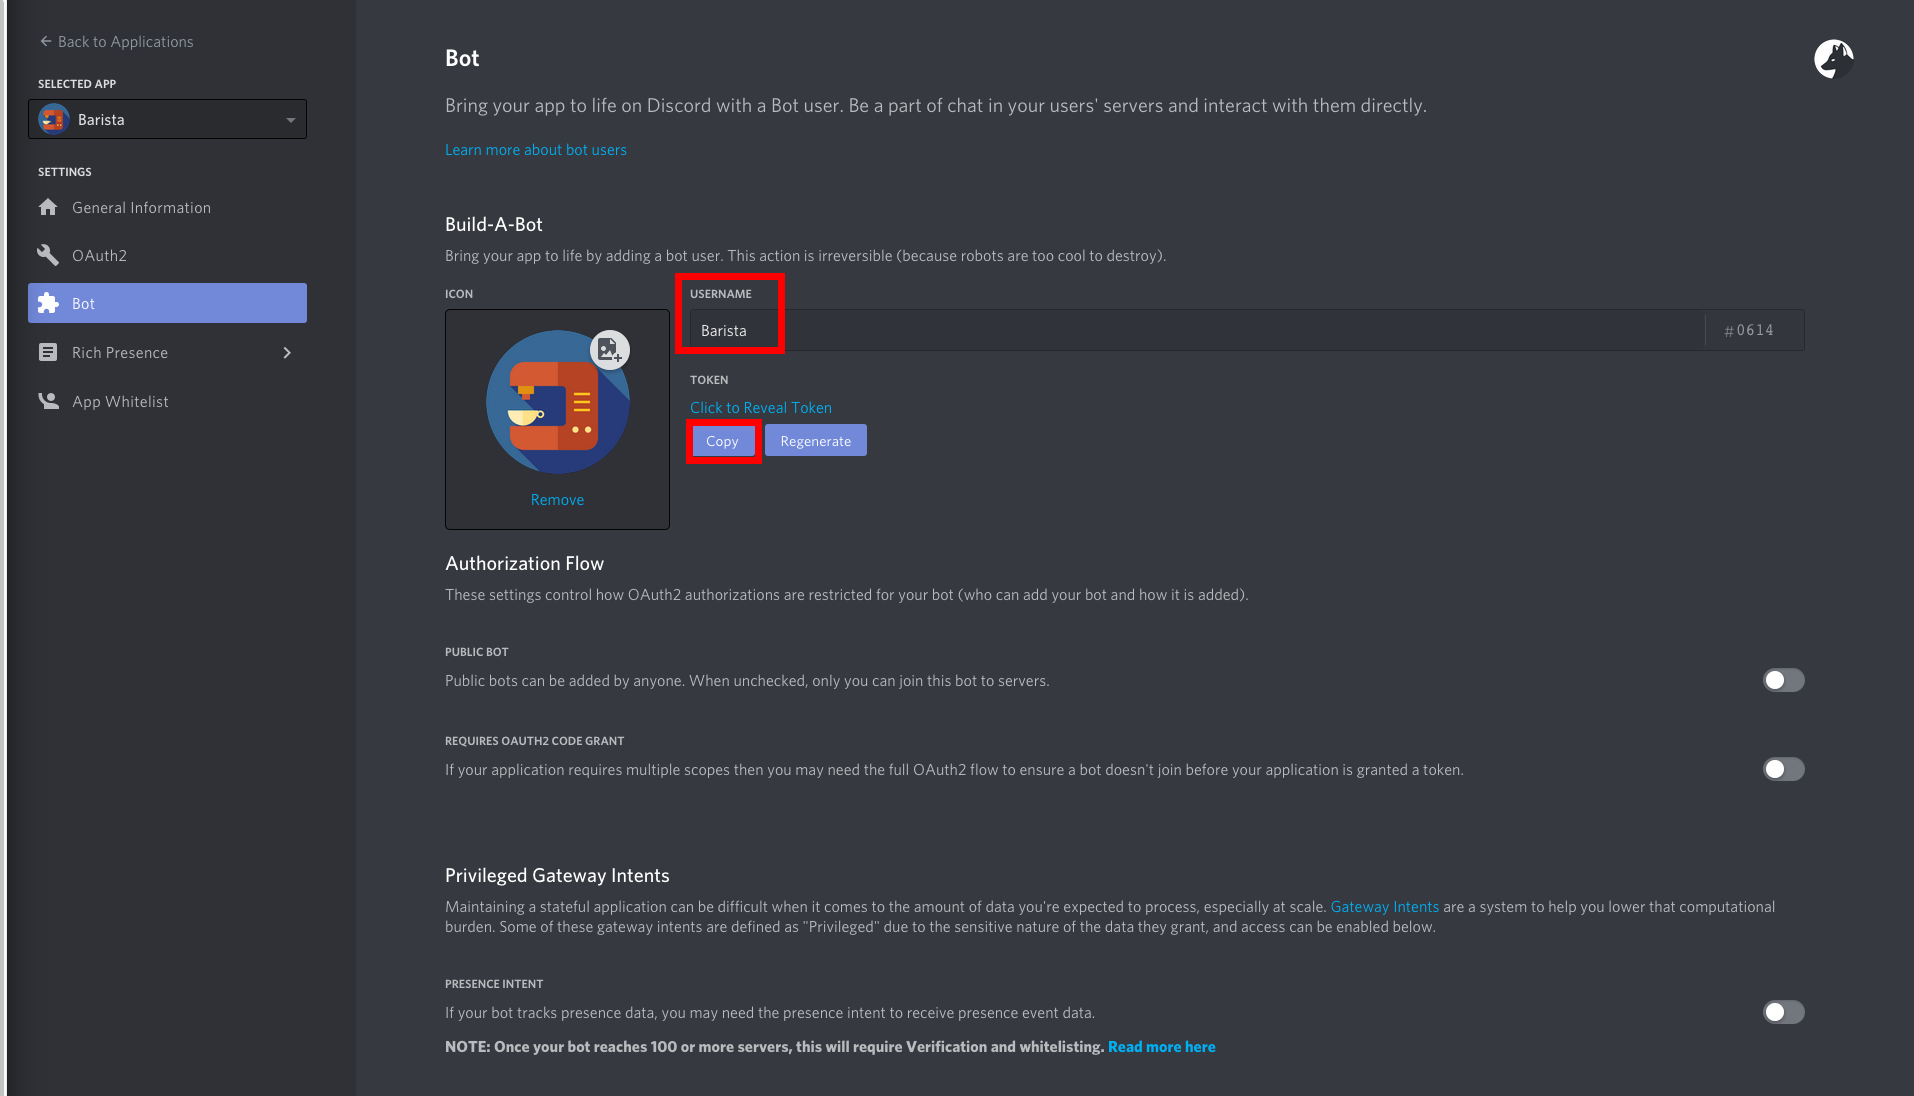 Back to Applications
SELECTED APP
Barista
SETTINGS
General Information
OAuth2
Bot
Rich Presence
App Whitelist
Bot
Bring your app to life on Discord with a Bot user. Be a part of chat in your users' servers and interact with them directly.
Learn more about bot users
Build-A-Bot
Bring your app to life by adding a bot user. This action is irreversible (because robots are too cool to destroy).
ICON
Remove
USERNAME
Barista #0614
TOKEN
Click to Reveal Token
Copy Regenerate
Authorization Flow
These settings control how OAuth2 authorizations are restricted for your bot (who can add your bot and how it is added).
PUBLIC BOT
Public bots can be added by anyone. When unchecked, only you can join this bot to servers.
REQUIRES OAUTH2 CODE GRANT
If your application requires multiple scopes then you may need the full OAuth2 flow to ensure a bot doesn't join before your application is granted a token.
Privileged Gateway Intents
Maintaining a stateful application can be difficult when it comes to the amount of data you're expected to process, especially at scale. Gateway Intents are a system to help you lower that computational
burden. Some of these gateway intents are defined as "Privileged" due to the sensitive nature of the data they grant, and access can be enabled below.
PRESENCE INTENT
If your bot tracks presence data, you may need the presence intent to receive presence event data.
NOTE: Once your bot reaches 100 or more servers, this will require Verification and whitelisting. Read more here